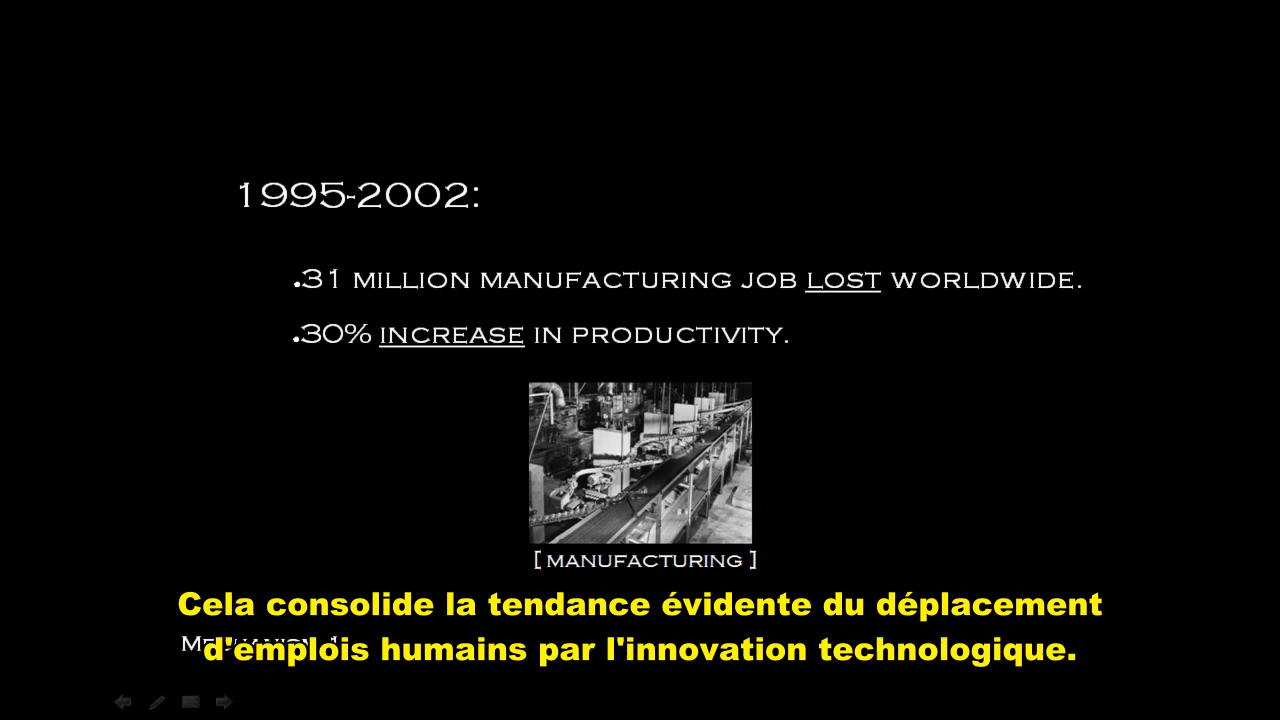 1995-2002:
.31 MILLION MANUFACTURING JOB LOST WORLDWIDE.
.30% INCREASE IN PRODUCTIVITY.
[ MANUFACTURING ]
Cela consolide la tendance évidente du déplacement
d'emplois humains par l'innovation technologique.